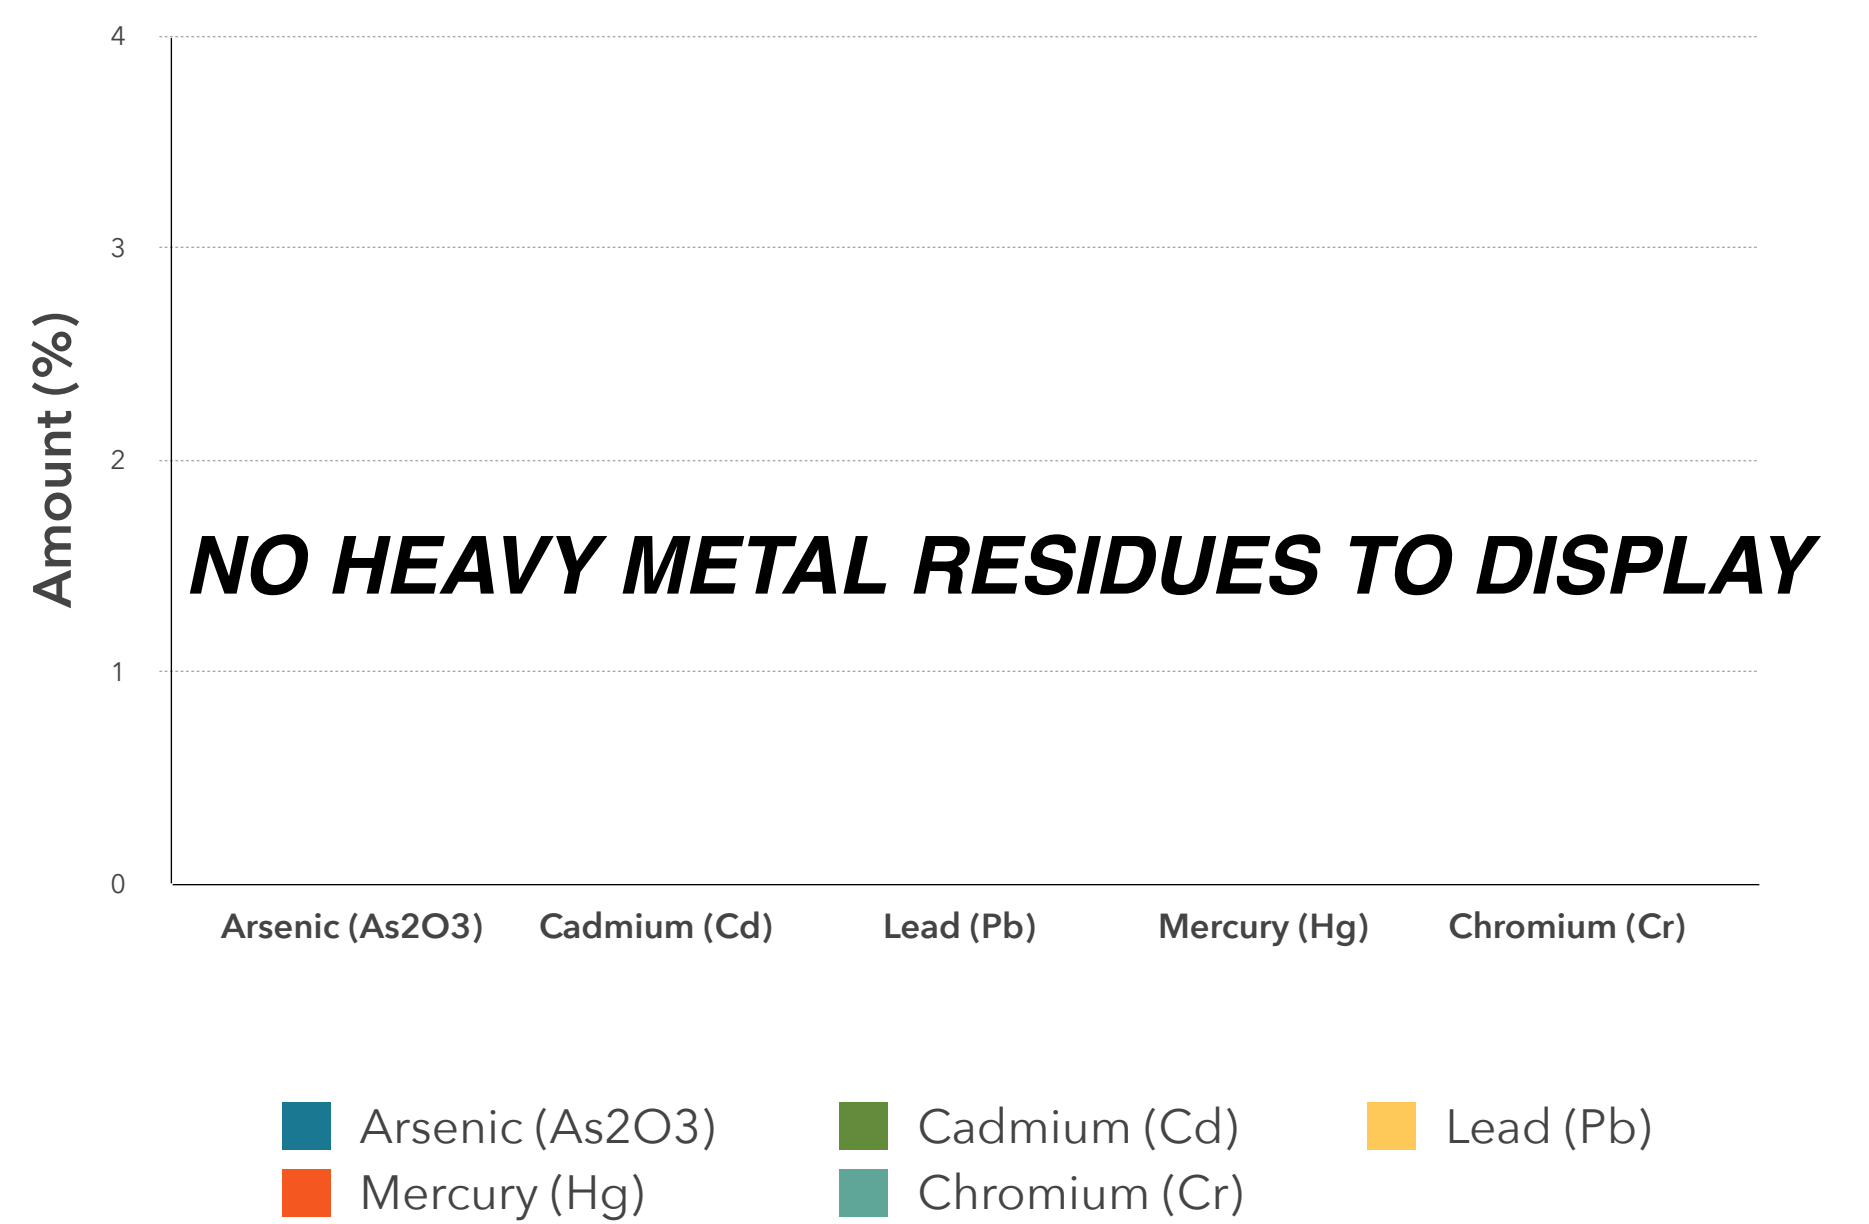 4
3
2
1
0
Amount (%)
NO HEAVY METAL RESIDUES TO DISPLAY
Arsenic (As2O3) Cadmium (Cd) Lead (Pb) Mercury (Hg) Chromium (Cr)
Arsenic (As2O3) Cadmium (Cd) Lead (Pb)
Mercury (Hg) Chromium (Cr)